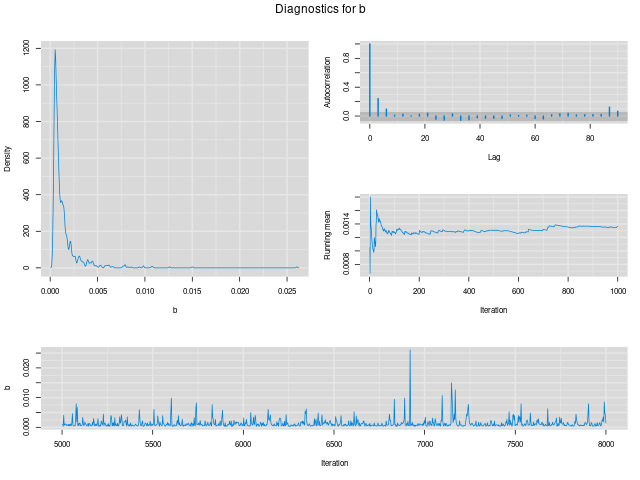 Diagnostics for b
Density
1200
1000
800
600
400
200
0
0.000 0.005 0.010 0.015 0.020 0.025
b
Autocorrelation
0.8
0.4
0.0
0 20 40 60 80
Lag
Running mean
0.0014
0.0008
0 200 400 600 800 1000
Iteration
b
0.020
0.010
0.000
5000 5500 6000 6500 7000 7500 8000
Iteration